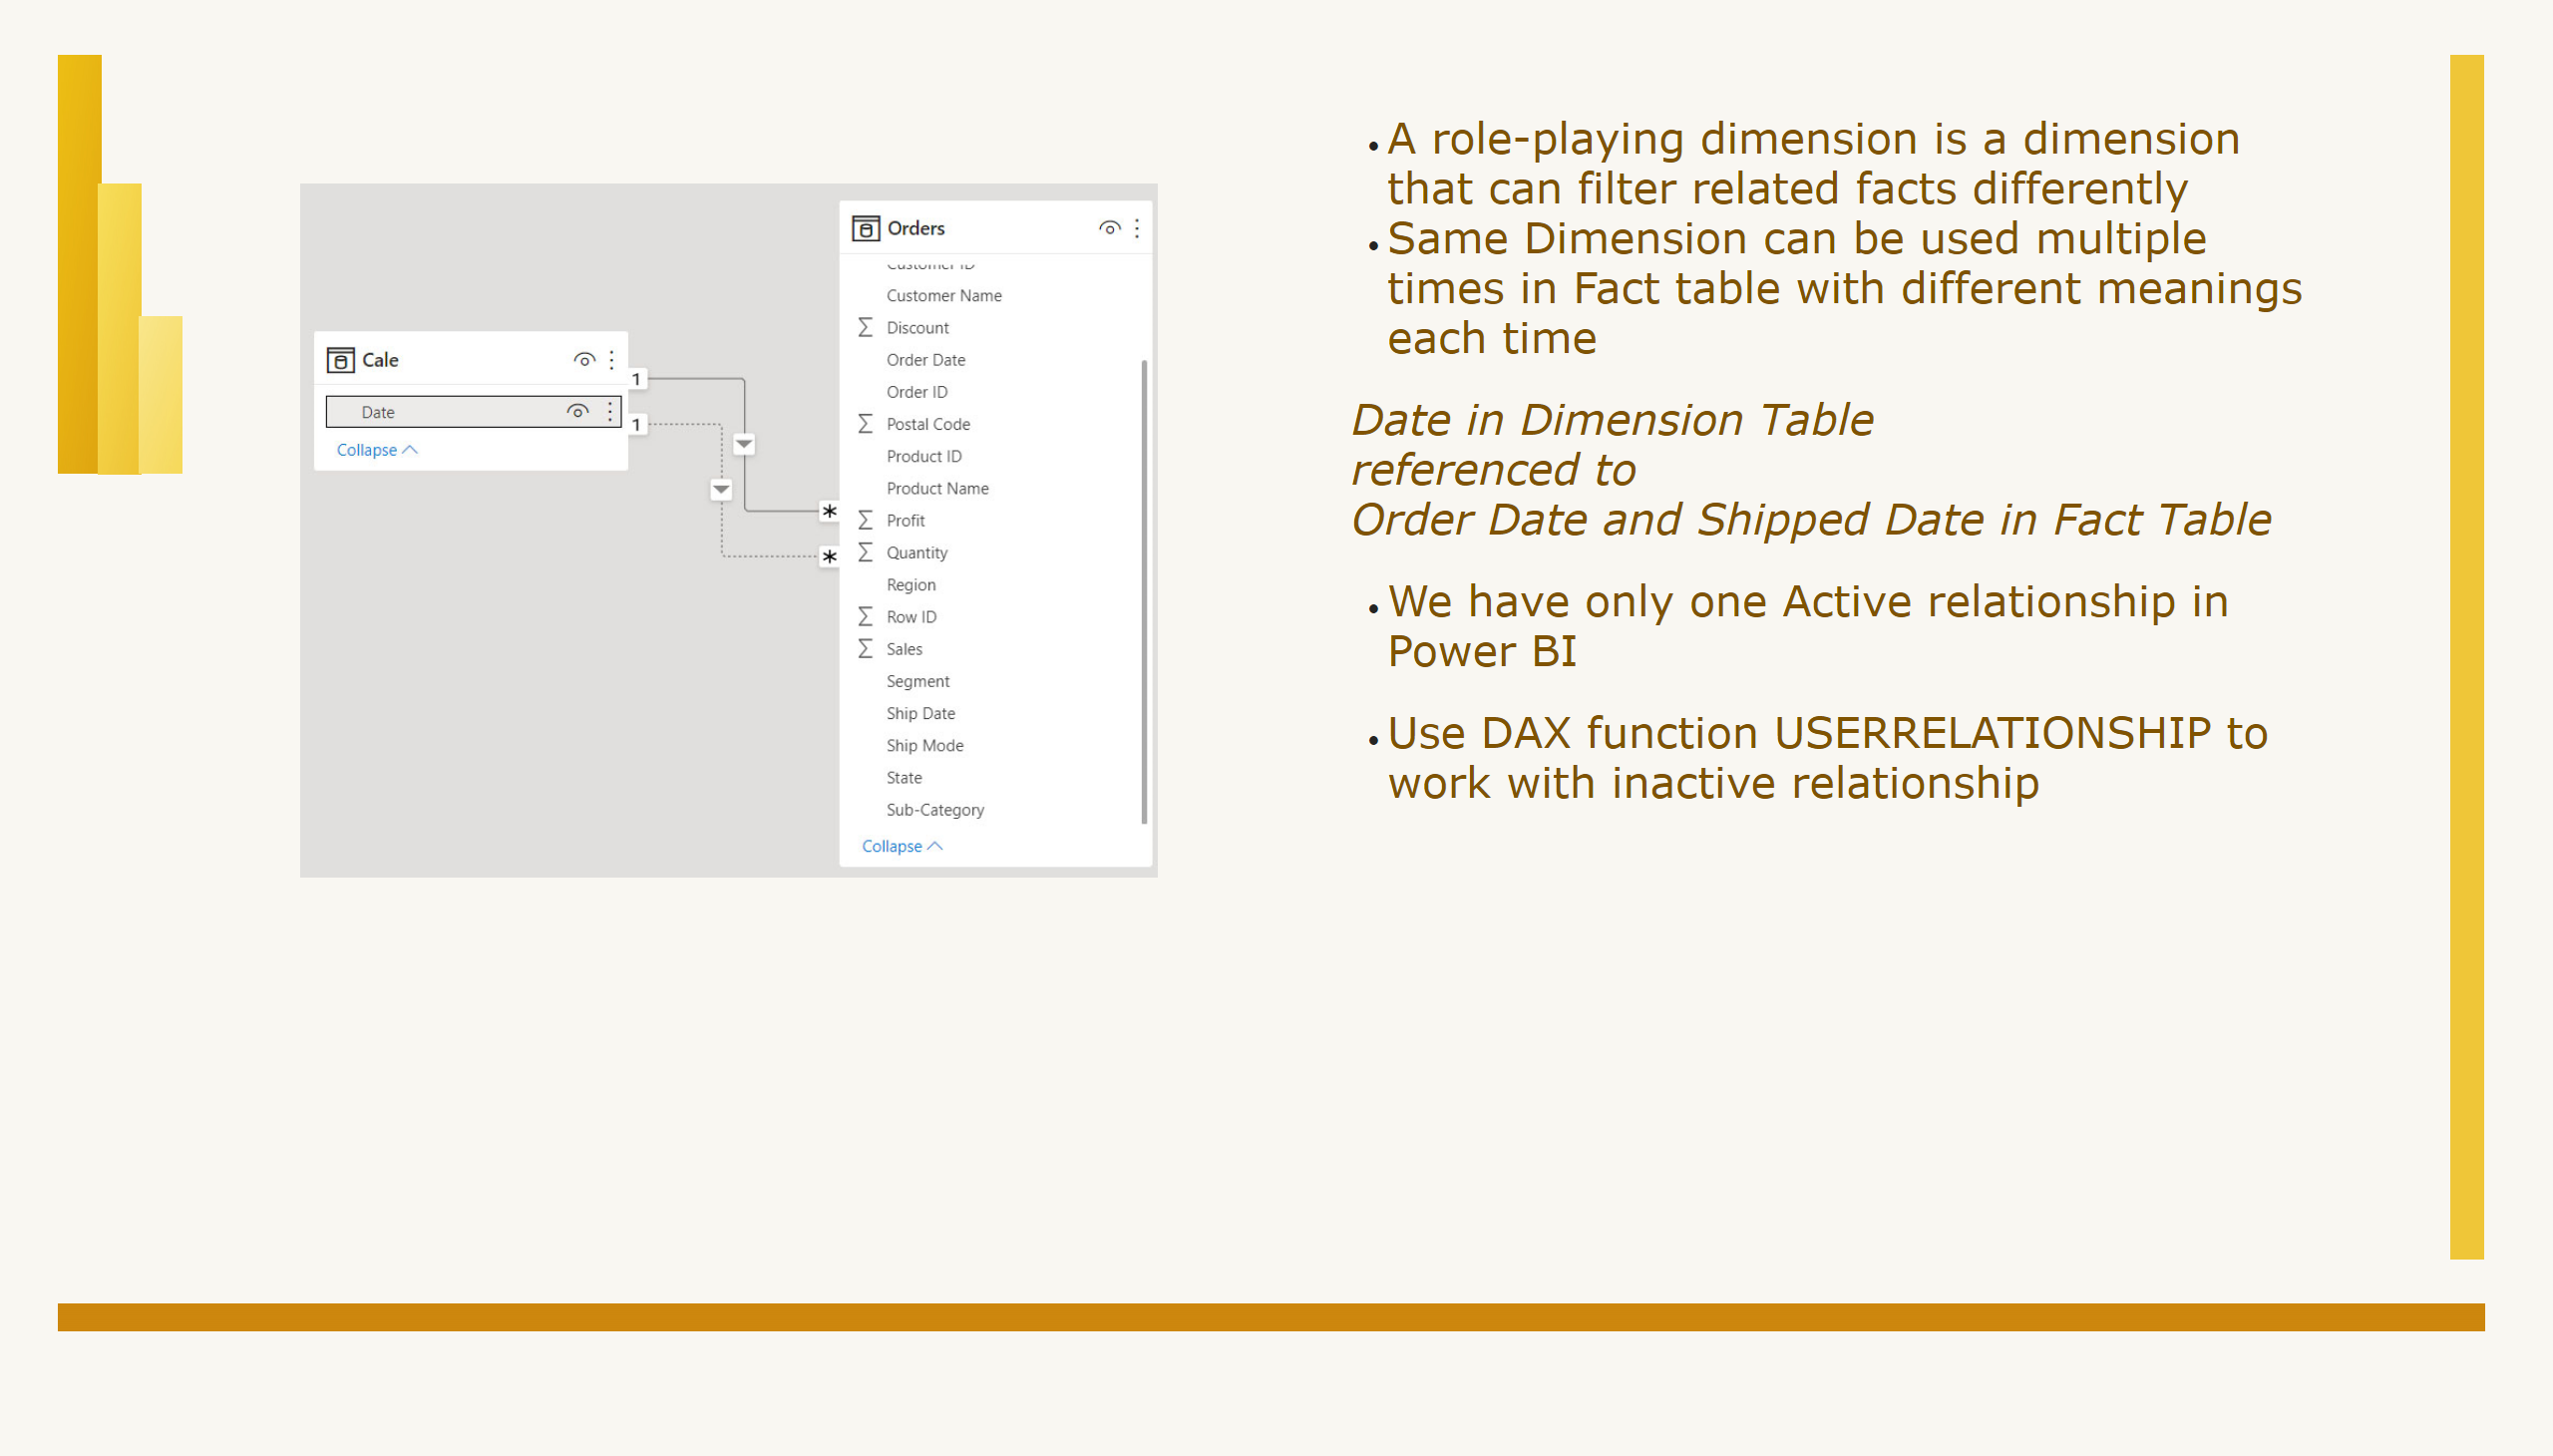 Cale
Date
Collapse
1
1
*
*
Orders
Customer ID
Customer Name
Discount
Order Date
Order ID
Postal Code
Product ID
Product Name
Profit
Quantity
Region
Row ID
Sales
Segment
Ship Date
Ship Mode
State
Sub-Category
Collapse
• A role-playing dimension is a dimension
that can filter related facts differently
• Same Dimension can be used multiple
times in Fact table with different meanings
each time
Date in Dimension Table
referenced to
Order Date and Shipped Date in Fact Table
• We have only one Active relationship in
Power BI
• Use DAX function USERRELATIONSHIP to
work with inactive relationship